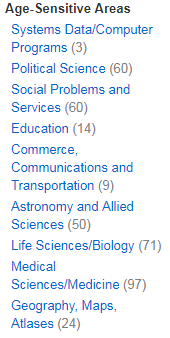 Age-Sensitive Areas
Systems Data/Computer
Programs (3)
Political Science (60)
Social Problems and
Services (60)
Education (14)
Commerce,
Communications and
Transportation (9)
Astronomy and Allied
Sciences (50)
Life Sciences/Biology (71)
Medical
Sciences/Medicine (97)
Geography, Maps,
Atlases (24)